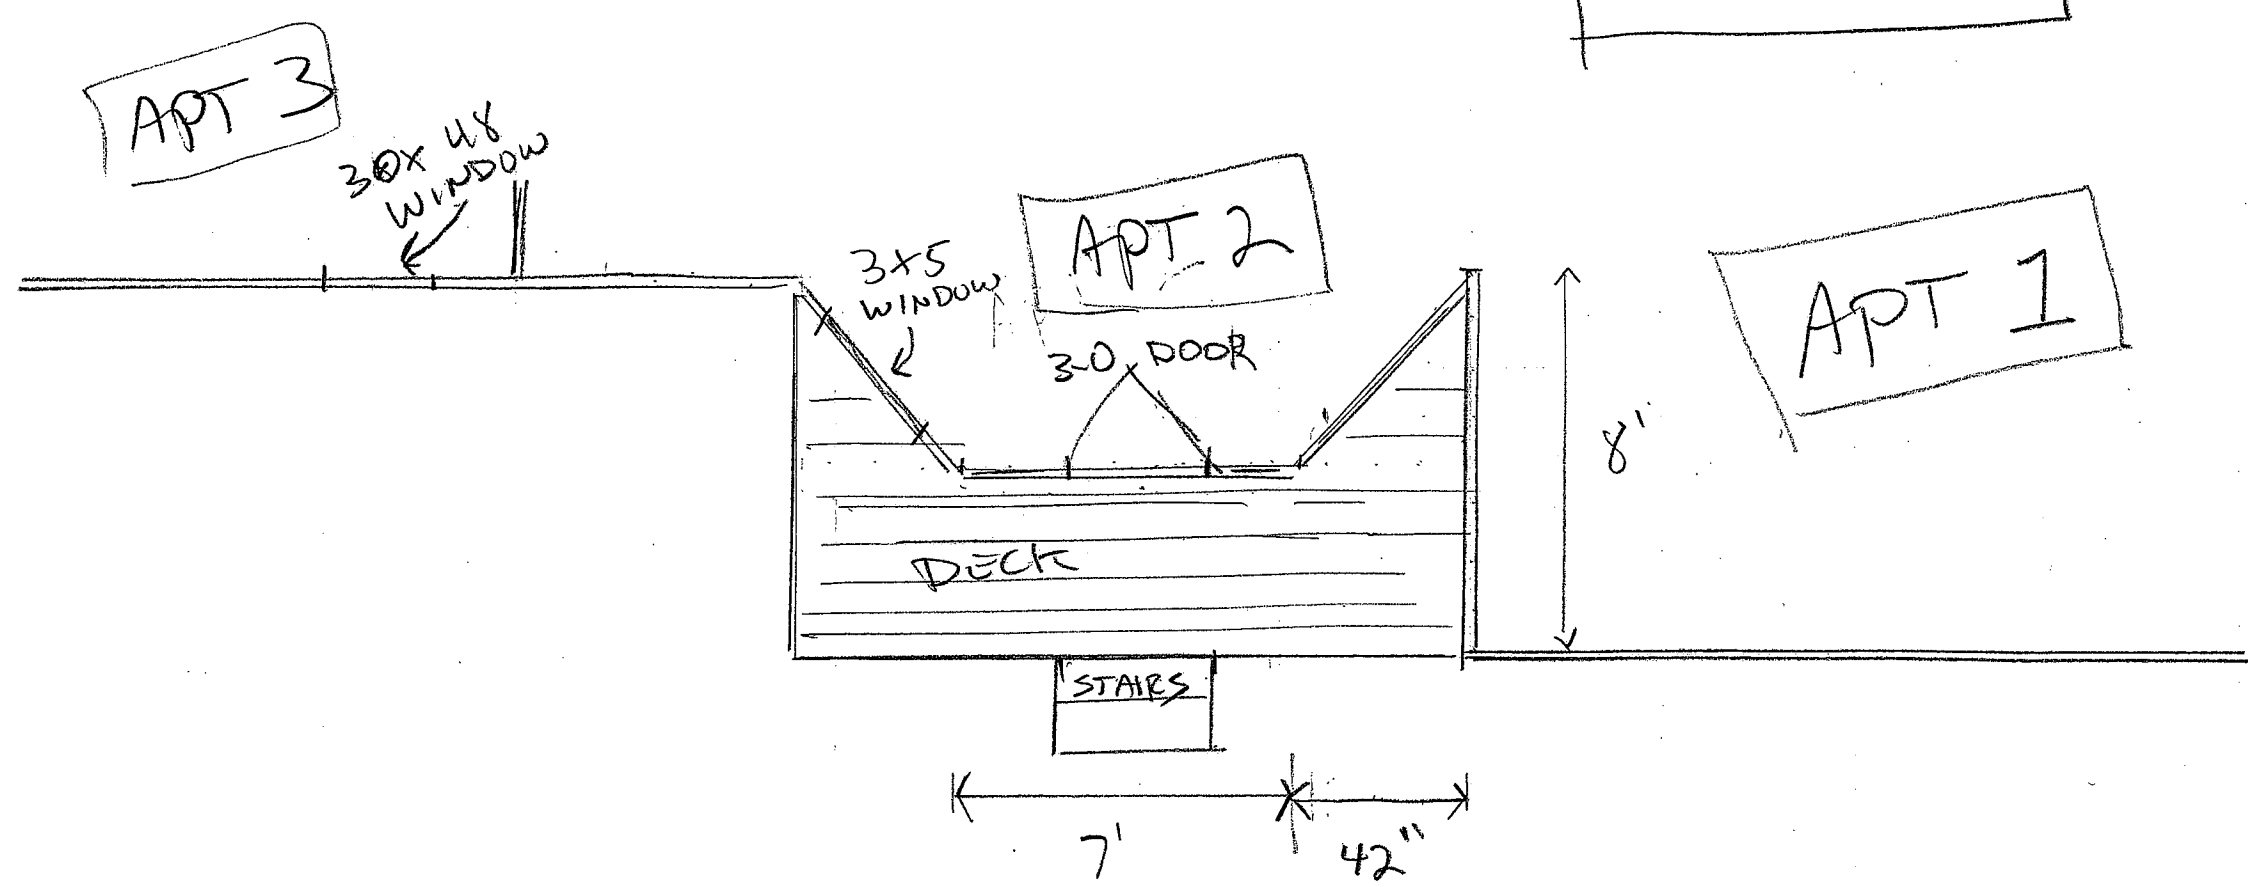 APT 3
30x 48
WINDOW
3x5
WINDOW
APT 2
3-0 DOOR
APT 1
8'
DECK
STAIRS
7'
42"